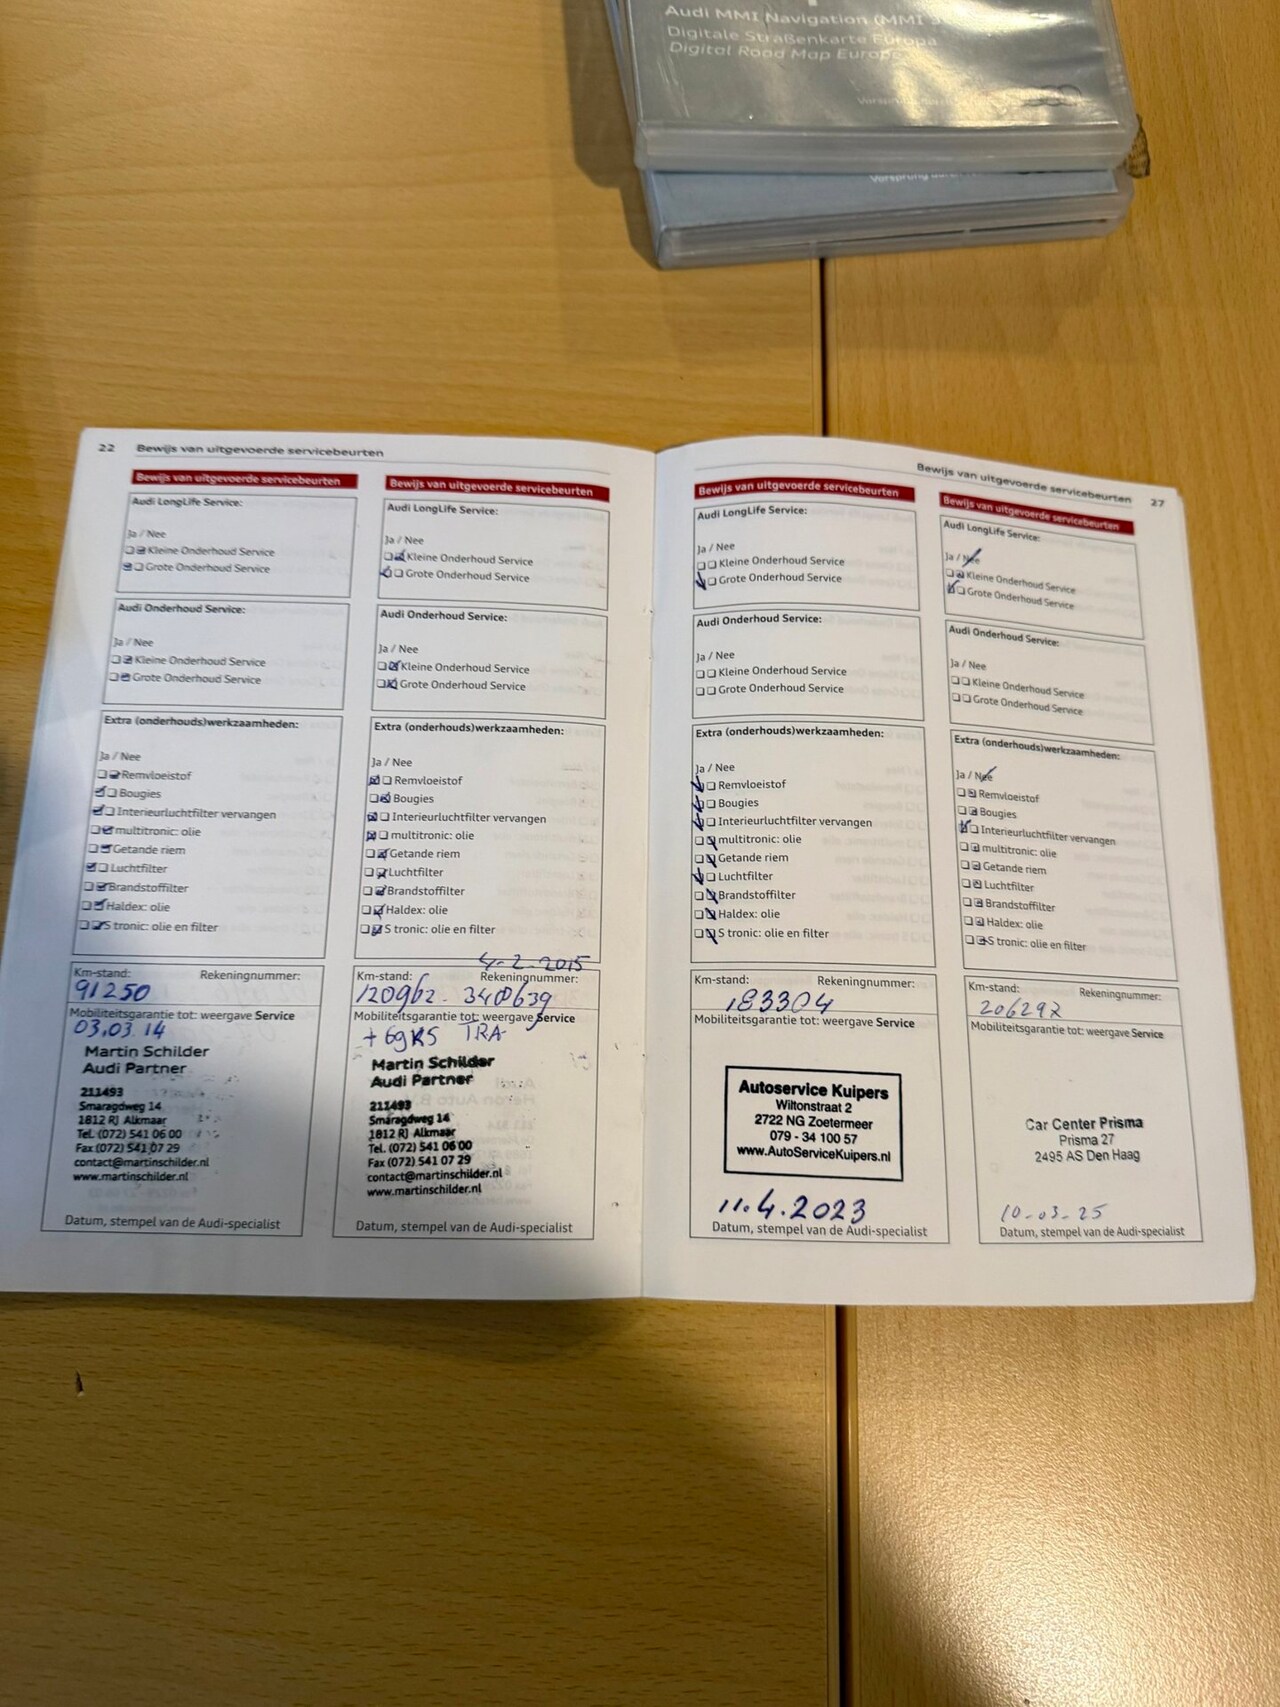 Audi MMI Navigation (MMI
Digitale Straßenkarte Europa
Digital Road Map Europe
22 Bewijs van uitgevoerde servicebeurten
Bewijs van uitgevoerde servicebeurten
Audi LongLife Service:
Ja / Nee
Kleine Onderhoud Service
Grote Onderhoud Service
Audi Onderhoud Service:
Ja / Nee
Kleine Onderhoud Service
Grote Onderhoud Service
Extra (onderhouds)werkzaamheden:
Ja / Nee
Remvloeistof
Bougies
Interieurluchtfilter vervangen
multitronic: olie
Getande riem
Luchtfilter
Brandstoffilter
Haldex: olie
S tronic: olie en filter
Km-stand: Rekeningnummer:
91250
Mobiliteitsgarantie tot: weergave Service
03.03.14
Martin Schilder
Audi Partner
211493
Smaragdweg 14
1812 RJ Alkmaar
Tel. (072) 541 06 00
Fax (072) 541 07 29
contact@martinschilder.nl
www.martinschilder.nl
Datum, stempel van de Audi-specialist
Bewijs van uitgevoerde servicebeurten
Audi LongLife Service:
Ja / Nee
Kleine Onderhoud Service
Grote Onderhoud Service
Audi Onderhoud Service:
Ja / Nee
Kleine Onderhoud Service
Grote Onderhoud Service
Extra (onderhouds)werkzaamheden:
Ja / Nee
Remvloeistof
Bougies
Interieurluchtfilter vervangen
multitronic: olie
Getande riem
Luchtfilter
Brandstoffilter
Haldex: olie
S tronic: olie en filter
4-2-2015
Km-stand: Rekeningnummer:
120962 - 3408639
Mobiliteitsgarantie tot: weergave Service
TRA
Martin Schilder
Audi Partner
211493
Smaragdweg 14
1812 RJ Alkmaar
Tel. (072) 541 06 00
Fax (072) 541 07 29
contact@martinschilder.nl
www.martinschilder.nl
Datum, stempel van de Audi-specialist
Bewijs van uitgevoerde servicebeurten 27
Bewijs van uitgevoerde servicebeurten
Audi LongLife Service:
Ja / Nee
Kleine Onderhoud Service
Grote Onderhoud Service
Audi Onderhoud Service:
Ja / Nee
Kleine Onderhoud Service
Grote Onderhoud Service
Extra (onderhouds)werkzaamheden:
Ja / Nee
Remvloeistof
Bougies
Interieurluchtfilter vervangen
multitronic: olie
Getande riem
Luchtfilter
Brandstoffilter
Haldex: olie
S tronic: olie en filter
Km-stand: Rekeningnummer:
183304
Mobiliteitsgarantie tot: weergave Service
Autoservice Kuipers
Wiltonstraat 2
2722 NG Zoetermeer
079 - 34 100 57
www.AutoServiceKuipers.nl
11.4.2023
Datum, stempel van de Audi-specialist
Bewijs van uitgevoerde servicebeurten
Audi LongLife Service:
Ja / Nee
Kleine Onderhoud Service
Grote Onderhoud Service
Audi Onderhoud Service:
Ja / Nee
Kleine Onderhoud Service
Grote Onderhoud Service
Extra (onderhouds)werkzaamheden:
Ja / Nee
Remvloeistof
Bougies
Interieurluchtfilter vervangen
multitronic: olie
Getande riem
Luchtfilter
Brandstoffilter
Haldex: olie
S tronic: olie en filter
Km-stand: Rekeningnummer:
206292
Mobiliteitsgarantie tot: weergave Service
Car Center Prisma
Prisma 27
2495 AS Den Haag
10-03-25
Datum, stempel van de Audi-specialist